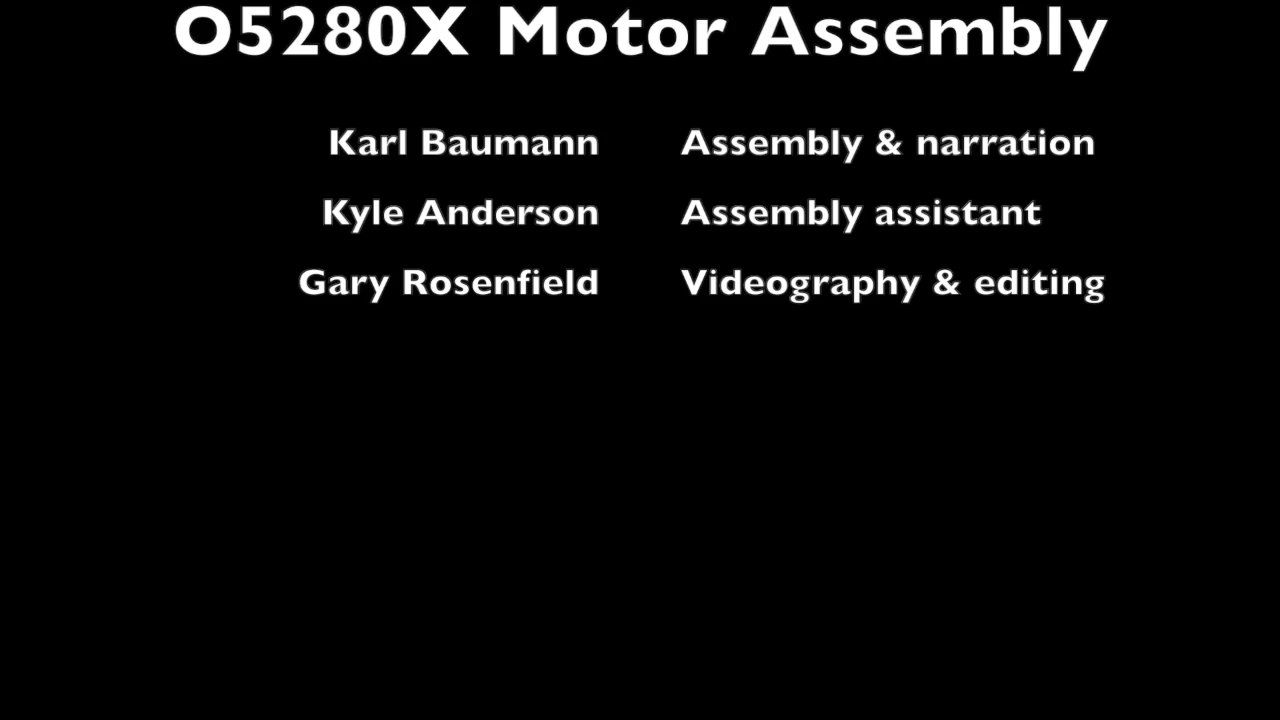 O5280X Motor Assembly
Karl Baumann Assembly & narration
Kyle Anderson Assembly assistant
Gary Rosenfield Videography & editing